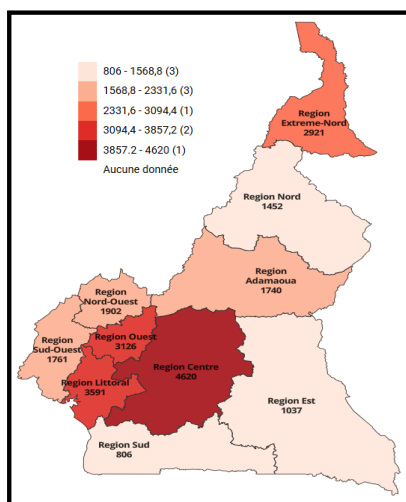 806 - 1568,8 (3)
1568,8 - 2331,6 (3)
2331,6 - 3094,4 (1)
3094,4 - 3857,2 (2)
3857.2 - 4620 (1)
Aucune donnée
Region
Extreme-Nord
2921
Region Nord
1452
Region
Adamaoua
1740
Region
Nord-Ouest
1902
Region Ouest
3126
Region
Sud-Ouest
1761
Region Centre
4620
Region Littoral
3591
Region Est
1037
Region Sud
806